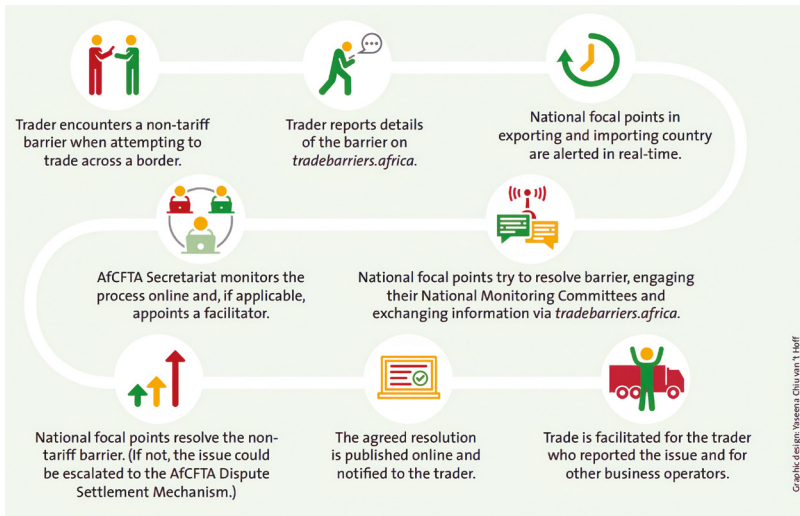 Trader encounters a non-tariff
barrier when attempting to
trade across a border.
Trader reports details
of the barrier on
tradebarriers.africa.
National focal points in
exporting and importing country
are alerted in real-time.
National focal points try to resolve barrier, engaging
their National Monitoring Committees and
exchanging information via tradebarriers.africa.
AfCFTA Secretariat monitors the
process online and, if applicable,
appoints a facilitator.
National focal points resolve the non-
tariff barrier. (If not, the issue could
be escalated to the AfCFTA Dispute
Settlement Mechanism.)
The agreed resolution
is published online and
notified to the trader.
Trade is facilitated for the trader
who reported the issue and for
other business operators.
Graphic design: Yaseena Chiu van 't Hoff